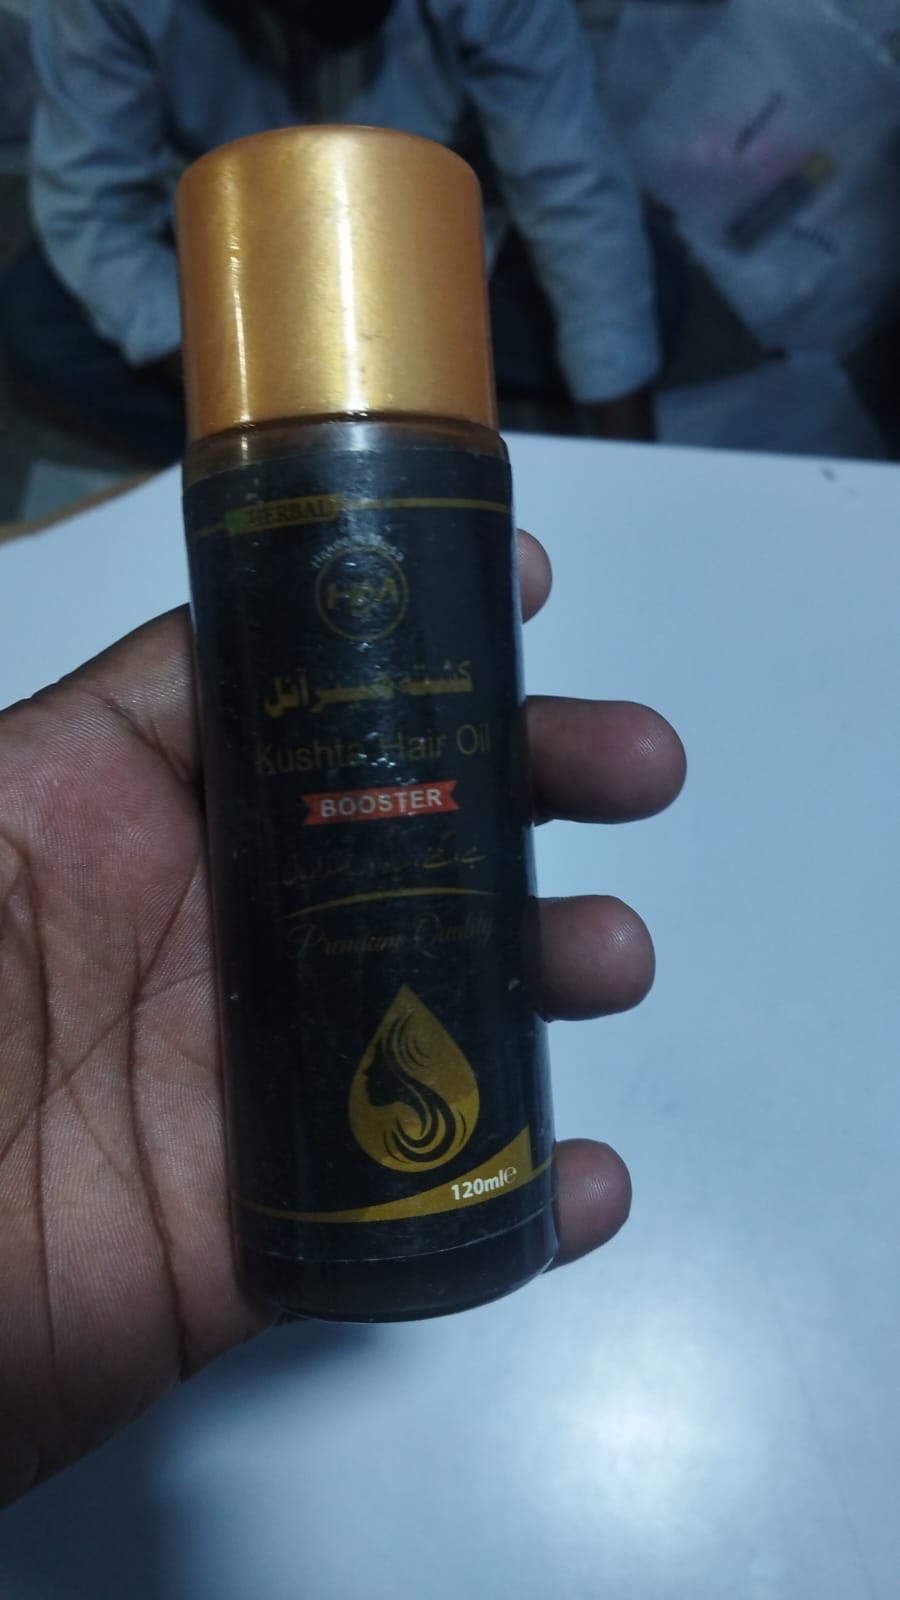 HERBAL
کشتہ ہیئر آئل
Kushta Hair Oil
BOOSTER
Premium Quality
120ml℮